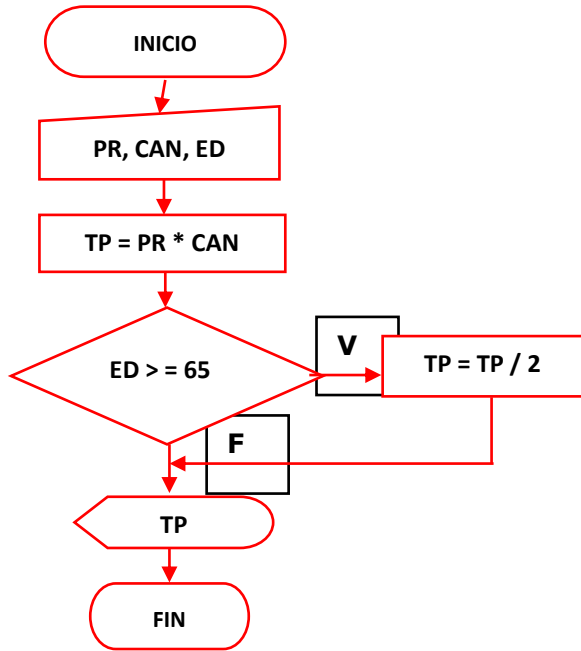 INICIO
PR, CAN, ED
TP = PR * CAN
ED > = 65
V
TP = TP / 2
F
TP
FIN